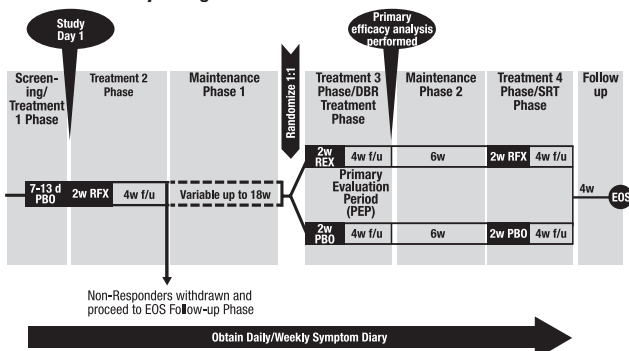 Study
Day 1
Primary
efficacy analysis
performed
Screen-
ing/
Treatment
1 Phase
Treatment 2
Phase
Maintenance
Phase 1
Randomize 1:1
Treatment 3
Phase/DBR
Treatment
Phase
Maintenance
Phase 2
Treatment 4
Phase/SRT
Phase
Follow
up
7-13 d
PBO
2w RFX
4w f/u
Variable up to 18w
2w
REX
4w f/u
6w
2w RFX
4w f/u
Primary
Evaluation
Period
(PEP)
2w
PBO
4w f/u
6w
2w PBO
4w f/u
4w
EOS
Non-Responders withdrawn and
proceed to EOS Follow-up Phase
Obtain Daily/Weekly Symptom Diary